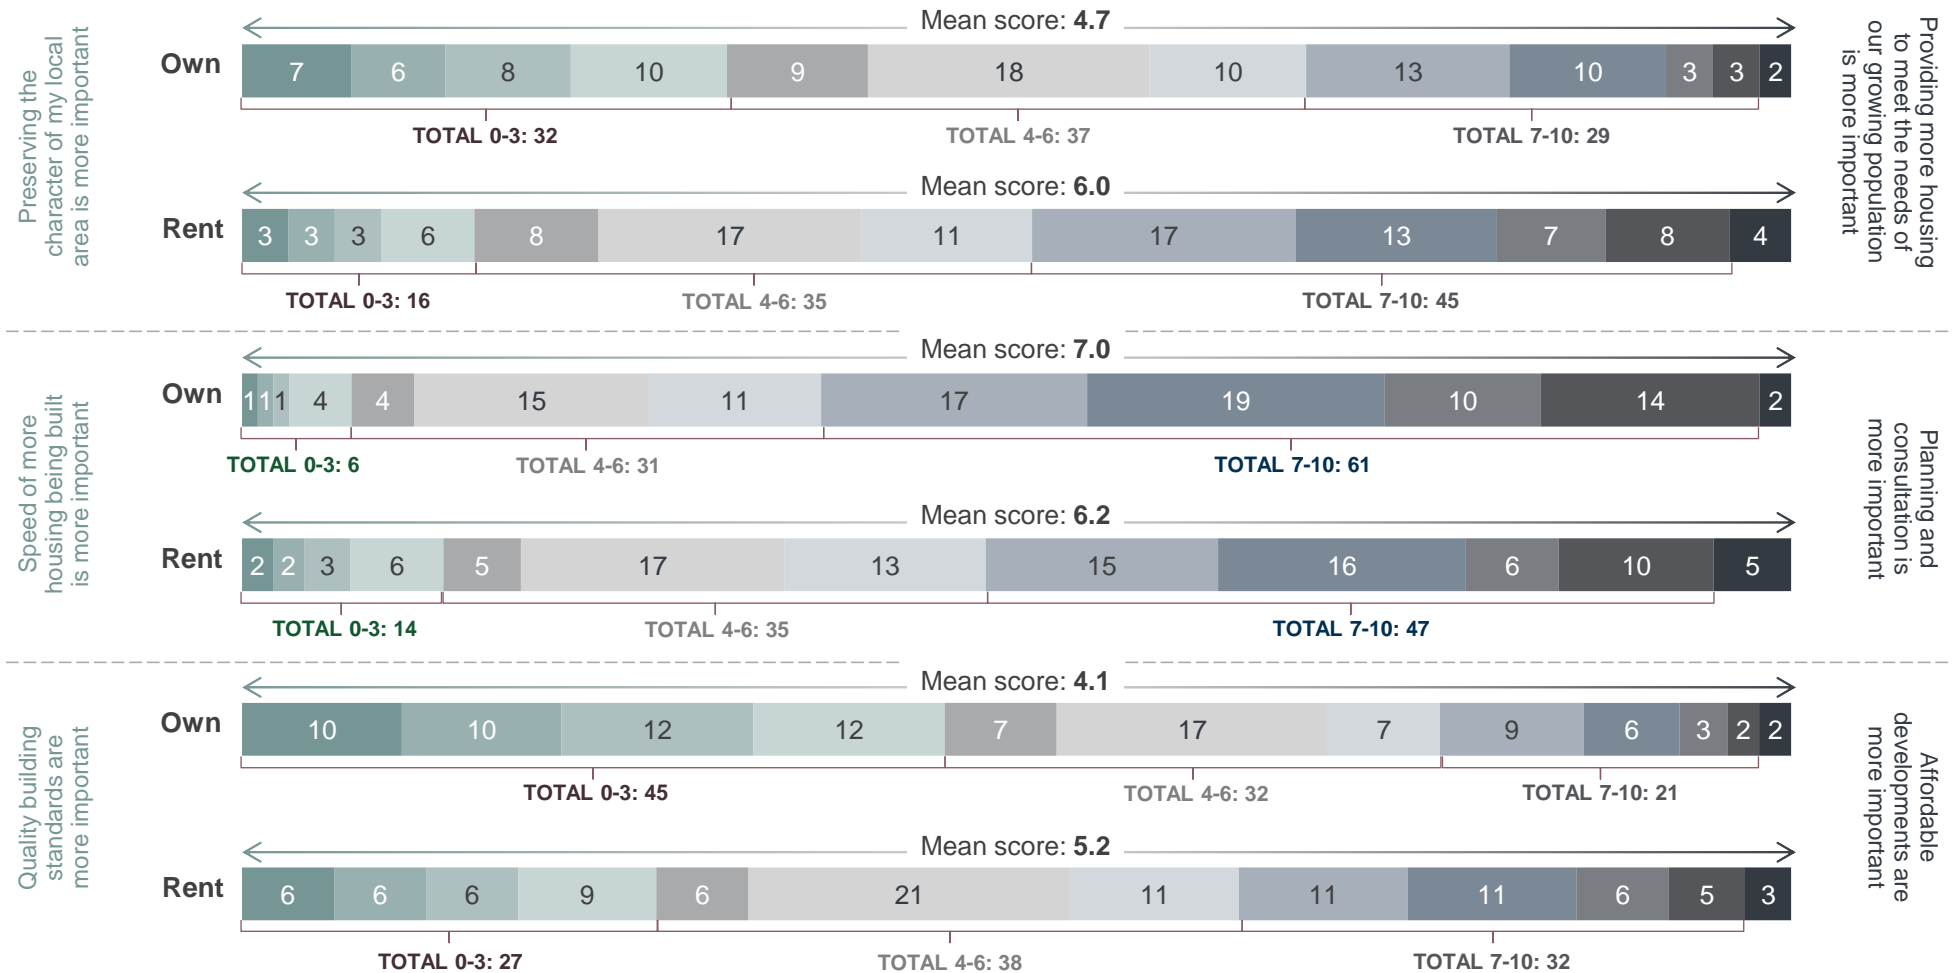 Preserving the
character of my local
area is more important
Mean score: 4.7
Own
7 6 8 10 9 18 10 13 10 3 3 2
TOTAL 0-3: 32
TOTAL 4-6: 37
TOTAL 7-10: 29
Mean score: 6.0
Rent
3 3 3 6 8 17 11 17 13 7 8 4
TOTAL 0-3: 16
TOTAL 4-6: 35
TOTAL 7-10: 45
Providing more housing
to meet the needs of
our growing population
is more important
Speed of more
housing being built
is more important
Mean score: 7.0
Own
1 1 1 4 4 15 11 17 19 10 14 2
TOTAL 0-3: 6
TOTAL 4-6: 31
TOTAL 7-10: 61
Mean score: 6.2
Rent
2 2 3 6 5 17 13 15 16 6 10 5
TOTAL 0-3: 14
TOTAL 4-6: 35
TOTAL 7-10: 47
Planning and
consultation is
more important
Quality building
standards are
more important
Mean score: 4.1
Own
10 10 12 12 7 17 7 9 6 3 2 2
TOTAL 0-3: 45
TOTAL 4-6: 32
TOTAL 7-10: 21
Mean score: 5.2
Rent
6 6 6 9 6 21 11 11 11 6 5 3
TOTAL 0-3: 27
TOTAL 4-6: 38
TOTAL 7-10: 32
Affordable
developments are
more important